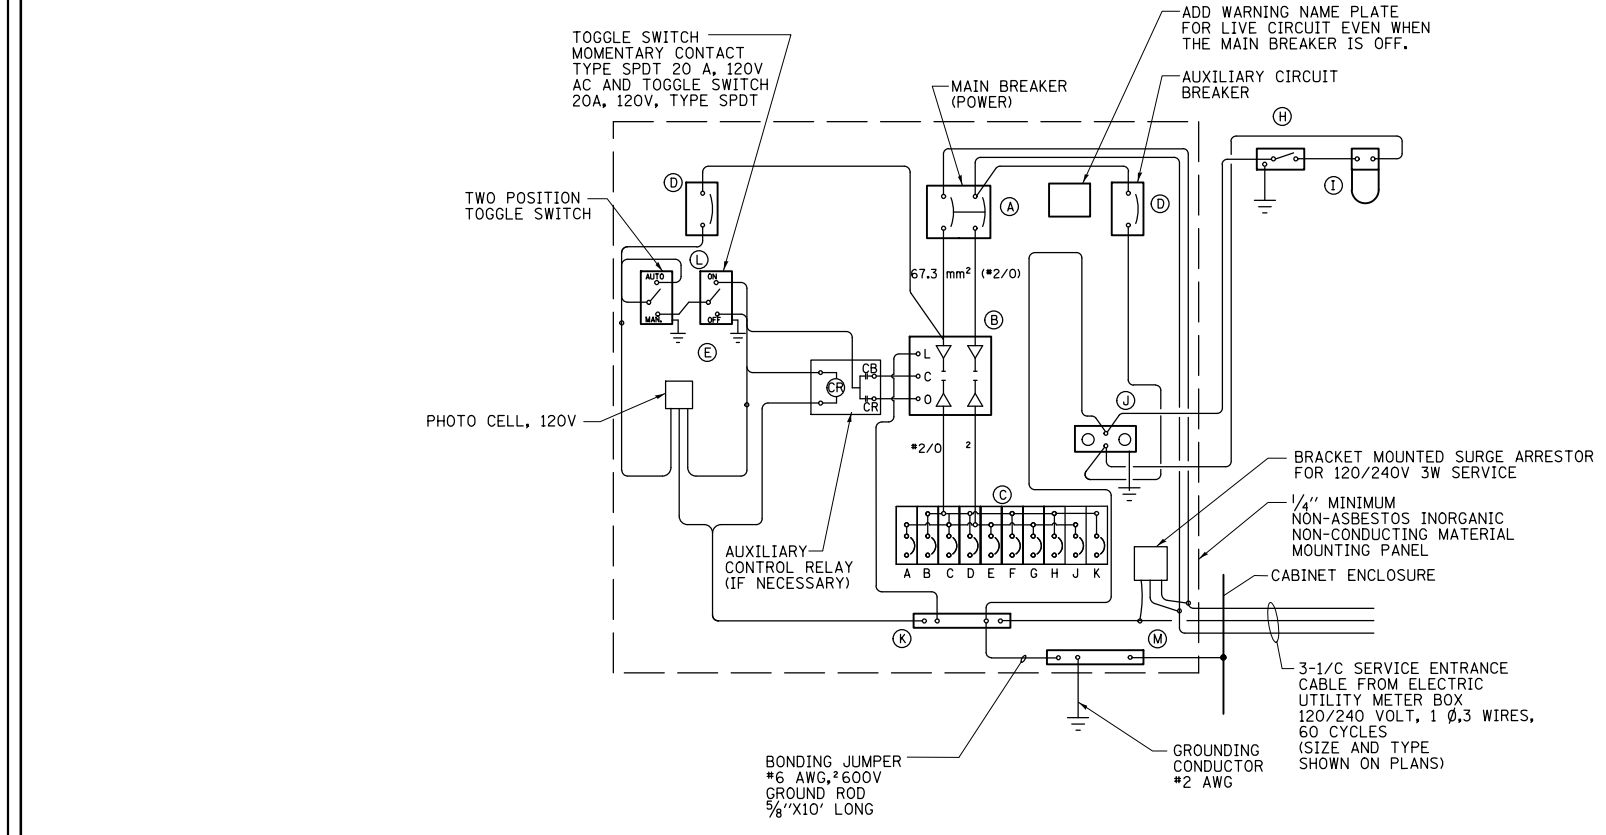 ADD WARNING NAME PLATE
FOR LIVE CIRCUIT EVEN WHEN
THE MAIN BREAKER IS OFF.
TOGGLE SWITCH
MOMENTARY CONTACT
TYPE SPDT 20 A, 120V
AC AND TOGGLE SWITCH
20A, 120V, TYPE SPDT
MAIN BREAKER
(POWER)
AUXILIARY CIRCUIT
BREAKER
H
D
A
D
I
TWO POSITION
TOGGLE SWITCH
L
AUTO
MAN.
ON
OFF
67.3 mm² (#2/0)
B
E
L
C
O
CB
CR
CR
J
PHOTO CELL, 120V
#2/0
2
BRACKET MOUNTED SURGE ARRESTOR
FOR 120/240V 3W SERVICE
C
1/4" MINIMUM
NON-ASBESTOS INORGANIC
NON-CONDUCTING MATERIAL
MOUNTING PANEL
AUXILIARY
CONTROL RELAY
(IF NECESSARY)
A B C D E F G H J K
CABINET ENCLOSURE
K
M
3-1/C SERVICE ENTRANCE
CABLE FROM ELECTRIC
UTILITY METER BOX
120/240 VOLT, 1 Ø,3 WIRES,
60 CYCLES
(SIZE AND TYPE
SHOWN ON PLANS)
BONDING JUMPER
#6 AWG,²600V
GROUND ROD
5/8"X10' LONG
GROUNDING
CONDUCTOR
#2 AWG